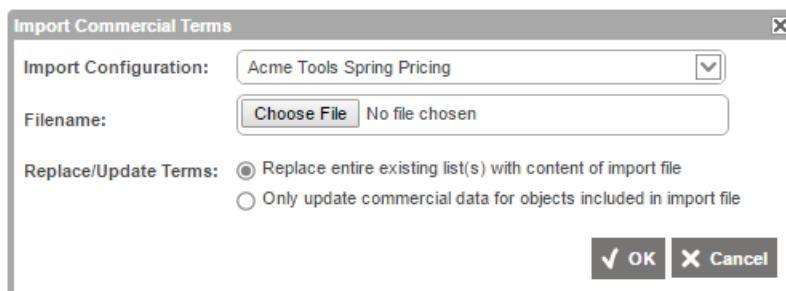 Import Commercial Terms
Import Configuration: Acme Tools Spring Pricing
Filename: Choose File No file chosen
Replace/Update Terms: Replace entire existing list(s) with content of import file
Only update commercial data for objects included in import file
OK Cancel